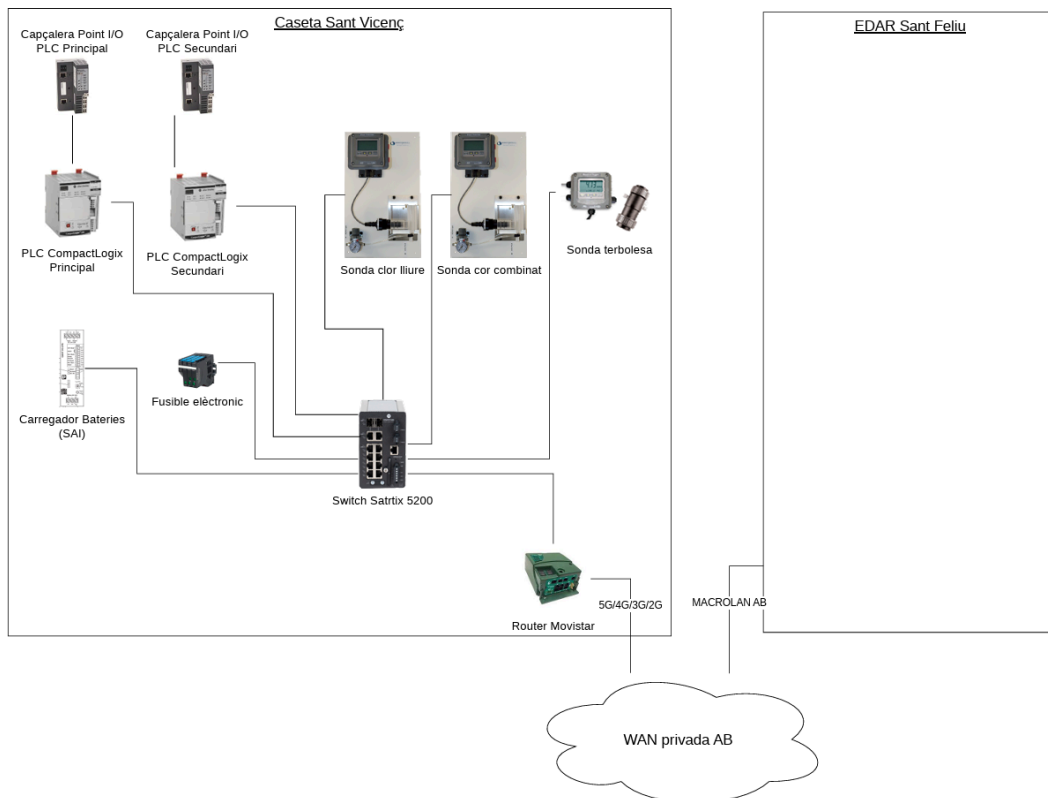 Caseta Sant Vicenç
EDAR Sant Feliu
Capçalera Point I/O
PLC Principal
Capçalera Point I/O
PLC Secundari
PLC CompactLogix
Principal
PLC CompactLogix
Secundari
Sonda clor lliure
Sonda cor combinat
Sonda terbolesa
Carregador Bateries
(SAI)
Fusible elèctronic
Switch Satrtix 5200
Router Movistar
5G/4G/3G/2G
MACROLAN AB
WAN privada AB